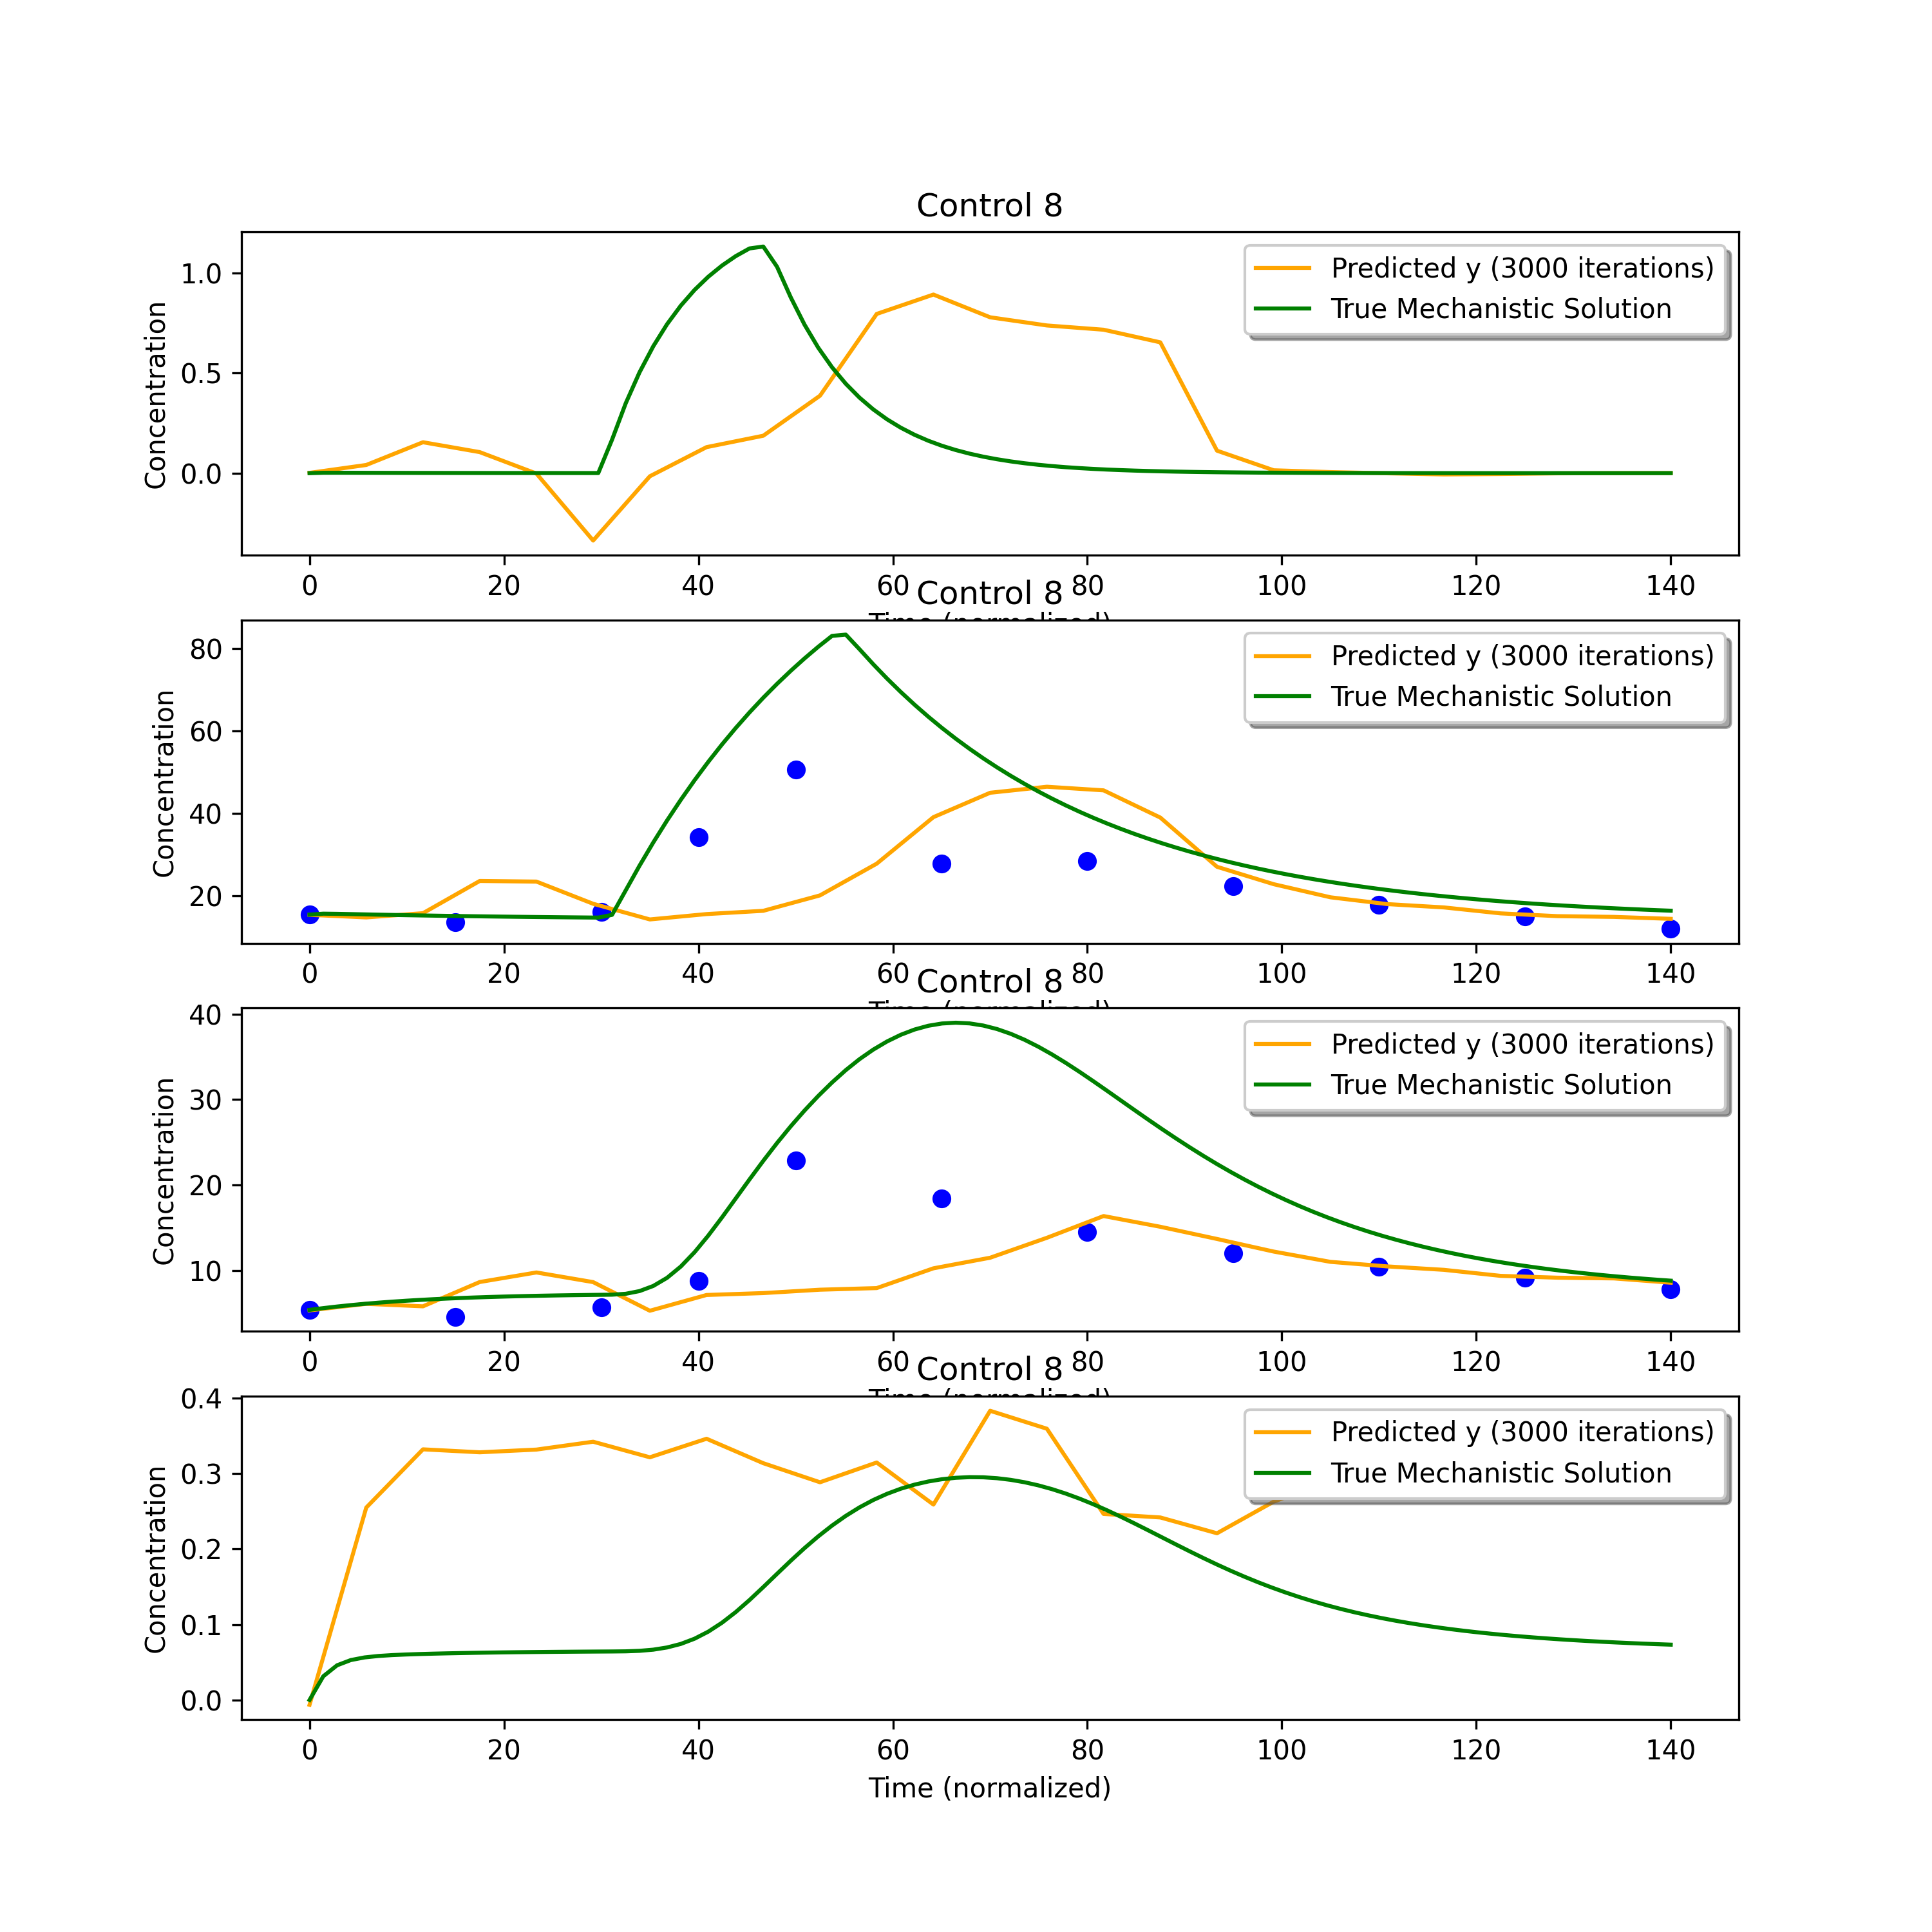 Control 8
Concentration
1.0
0.5
0.0
Predicted y (3000 iterations)
True Mechanistic Solution
0 20 40 60 80 100 120 140
Control 8
Concentration
80
60
40
20
Predicted y (3000 iterations)
True Mechanistic Solution
0 20 40 60 80 100 120 140
Control 8
Concentration
40
30
20
10
Predicted y (3000 iterations)
True Mechanistic Solution
0 20 40 60 80 100 120 140
Control 8
Concentration
0.4
0.3
0.2
0.1
0.0
Predicted y (3000 iterations)
True Mechanistic Solution
0 20 40 60 80 100 120 140
Time (normalized)